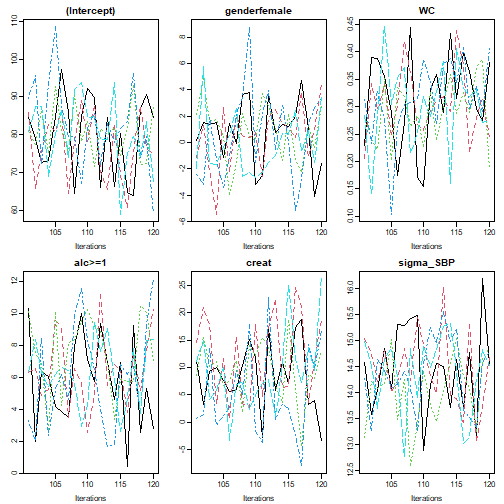 (Intercept)
genderfemale
WC
60 70 80 90 100 110
105 110 115 120
Iterations
-6 -4 -2 0 2 4 6 8
105 110 115 120
Iterations
0.10 0.15 0.20 0.25 0.30 0.35 0.40 0.45
105 110 115 120
Iterations
alc>=1
creat
sigma_SBP
0 2 4 6 8 10 12
105 110 115 120
Iterations
-5 0 5 10 15 20 25
105 110 115 120
Iterations
12.5 13.0 13.5 14.0 14.5 15.0 15.5 16.0
105 110 115 120
Iterations